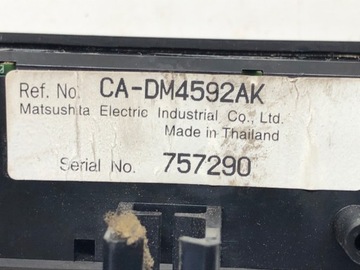 Ref. No. CA-DM4592AK
Matsushita Electric Industrial Co., Ltd.
Made in Thailand
Serial No. 757290